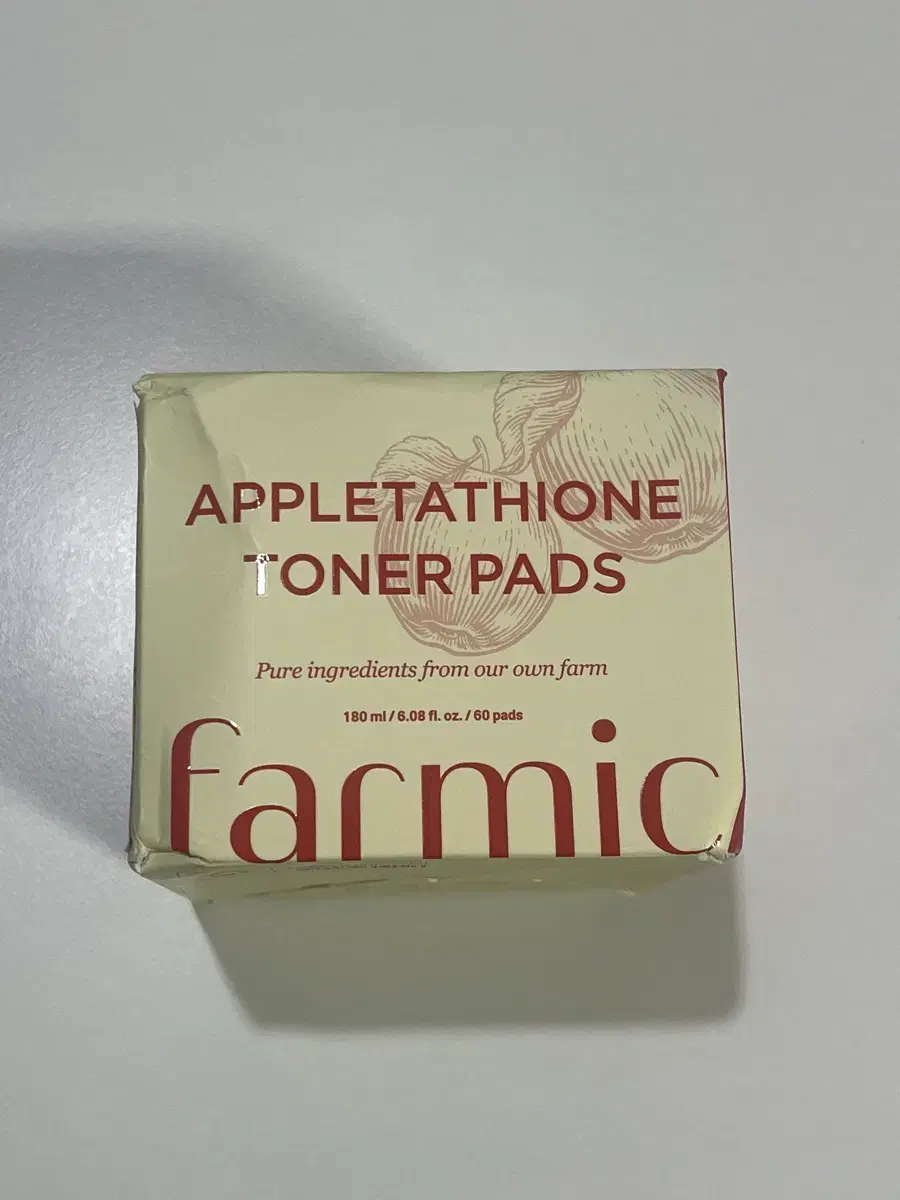 APPLETATHIONE
TONER PADS
Pure ingredients from our own farm
180 ml / 6.08 fl. oz. / 60 pads
farmic